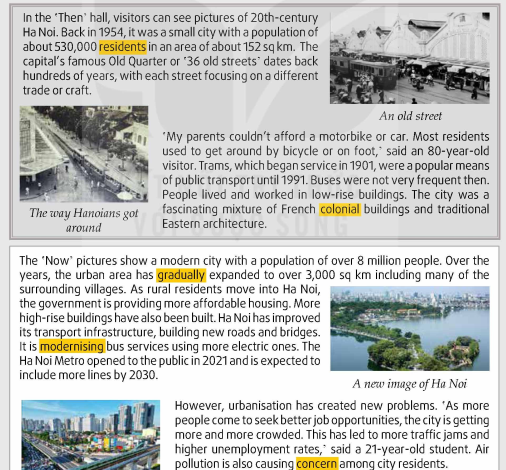 In the 'Then' hall, visitors can see pictures of 20th-century
Ha Noi. Back in 1954, it was a small city with a population of
about 530,000 residents in an area of about 152 sq km. The
capital's famous Old Quarter or '36 old streets' dates back
hundreds of years, with each street focusing on a different
trade or craft.
An old street
The way Hanoians got
around
'My parents couldn't afford a motorbike or car. Most residents
used to get around by bicycle or on foot,' said an 80-year-old
visitor. Trams, which began service in 1901, were a popular means
of public transport until 1991. Buses were not very frequent then.
People lived and worked in low-rise buildings. The city was a
fascinating mixture of French colonial buildings and traditional
Eastern architecture.
The 'Now' pictures show a modern city with a population of over 8 million people. Over the
years, the urban area has gradually expanded to over 3,000 sq km including many of the
surrounding villages. As rural residents move into Ha Noi,
the government is providing more affordable housing. More
high-rise buildings have also been built. Ha Noi has improved
its transport infrastructure, building new roads and bridges.
It is modernising bus services using more electric ones. The
Ha Noi Metro opened to the public in 2021 and is expected to
include more lines by 2030.
A new image of Ha Noi
However, urbanisation has created new problems. 'As more
people come to seek better job opportunities, the city is getting
more and more crowded. This has led to more traffic jams and
higher unemployment rates,' said a 21-year-old student. Air
pollution is also causing concern among city residents.